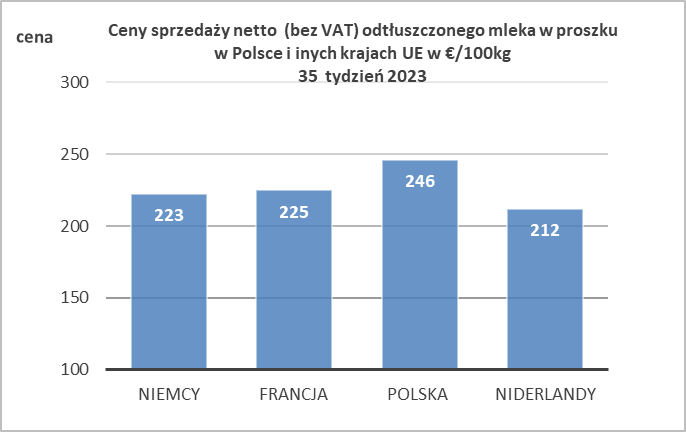 cena
Ceny sprzedaży netto (bez VAT) odtłuszczonego mleka w proszku
w Polsce i inych krajach UE w €/100kg
35 tydzień 2023
300
250
200
150
100
223
225
246
212
NIEMCY
FRANCJA
POLSKA
NIDERLANDY